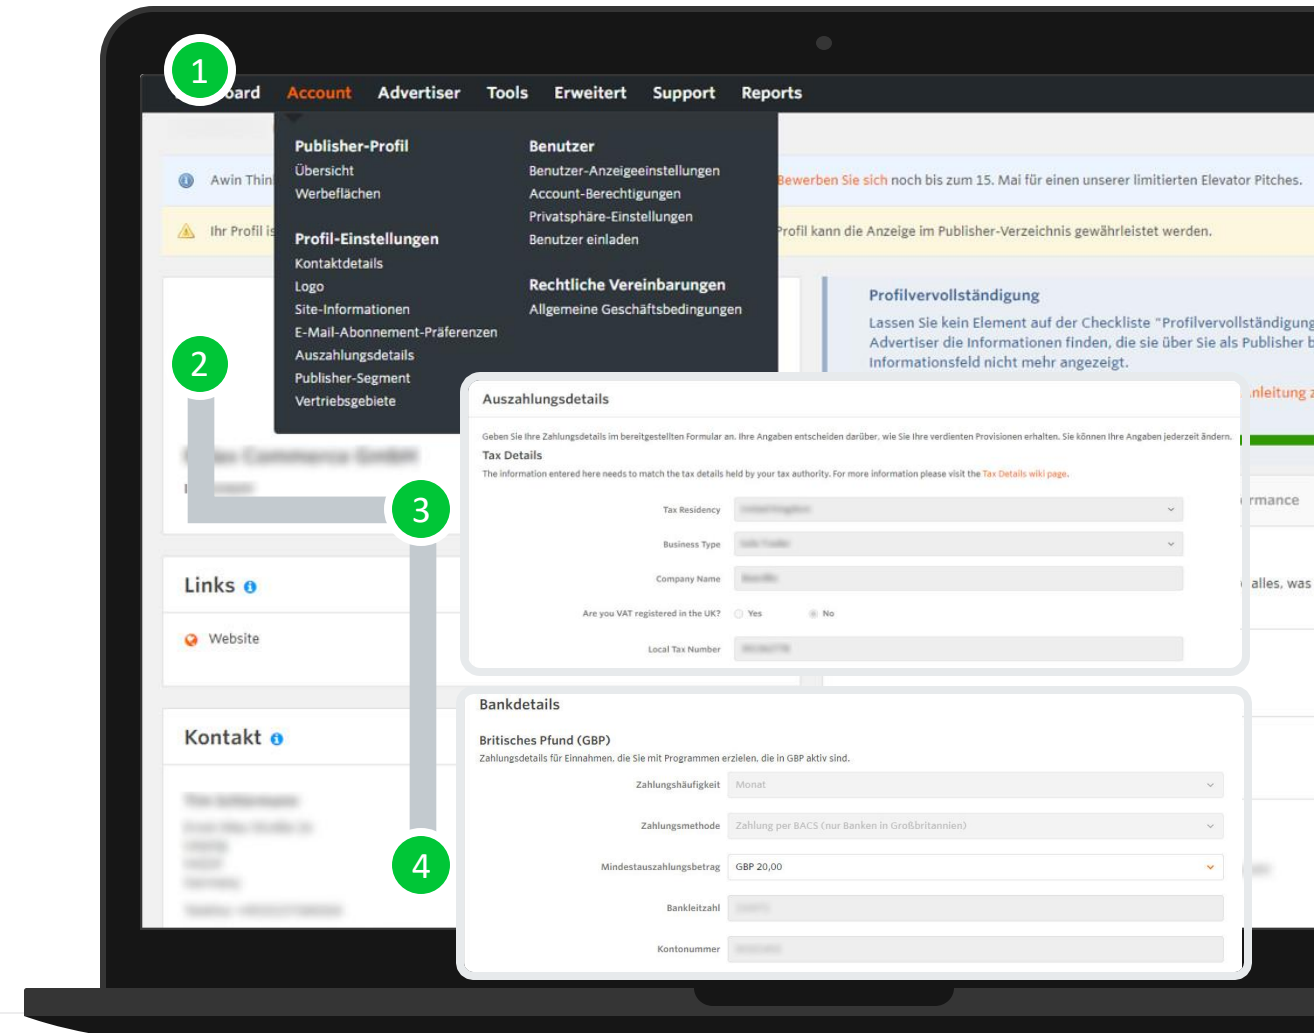 1
board Account Advertiser Tools Erweitert Support Reports
Publisher-Profil
Übersicht
Werbeflächen
Profil-Einstellungen
Kontaktdetails
Logo
Site-Informationen
E-Mail-Abonnement-Präferenzen
Auszahlungsdetails
Publisher-Segment
Vertriebsgebiete
Benutzer
Benutzer-Anzeigeeinstellungen
Account-Berechtigungen
Privatsphäre-Einstellungen
Benutzer einladen
Rechtliche Vereinbarungen
Allgemeine Geschäftsbedingungen
Awin Thin
Bewerben Sie sich noch bis zum 15. Mai für einen unserer limitierten Elevator Pitches.
Ihr Profil is
Profil kann die Anzeige im Publisher-Verzeichnis gewährleistet werden.
Profilvervollständigung
Lassen Sie kein Element auf der Checkliste "Profilvervollständigung
Advertiser die Informationen finden, die sie über Sie als Publisher b
Informationsfeld nicht mehr angezeigt.
nleitung z
rmance
alles, was
2
3
Links
Website
Kontakt
Auszahlungsdetails
Geben Sie Ihre Zahlungsdetails im bereitgestellten Formular an. Ihre Angaben entscheiden darüber, wie Sie Ihre verdienten Provisionen erhalten. Sie können Ihre Angaben jederzeit ändern.
Tax Details
The information entered here needs to match the tax details held by your tax authority. For more information please visit the Tax Details wiki page.
Tax Residency
Business Type
Company Name
Are you VAT registered in the UK? Yes No
Local Tax Number
4
Bankdetails
Britisches Pfund (GBP)
Zahlungsdetails für Einnahmen, die Sie mit Programmen erzielen, die in GBP aktiv sind.
Zahlungshäufigkeit Monat
Zahlungsmethode Zahlung per BACS (nur Banken in Großbritannien)
Mindestauszahlungsbetrag GBP 20,00
Bankleitzahl
Kontonummer